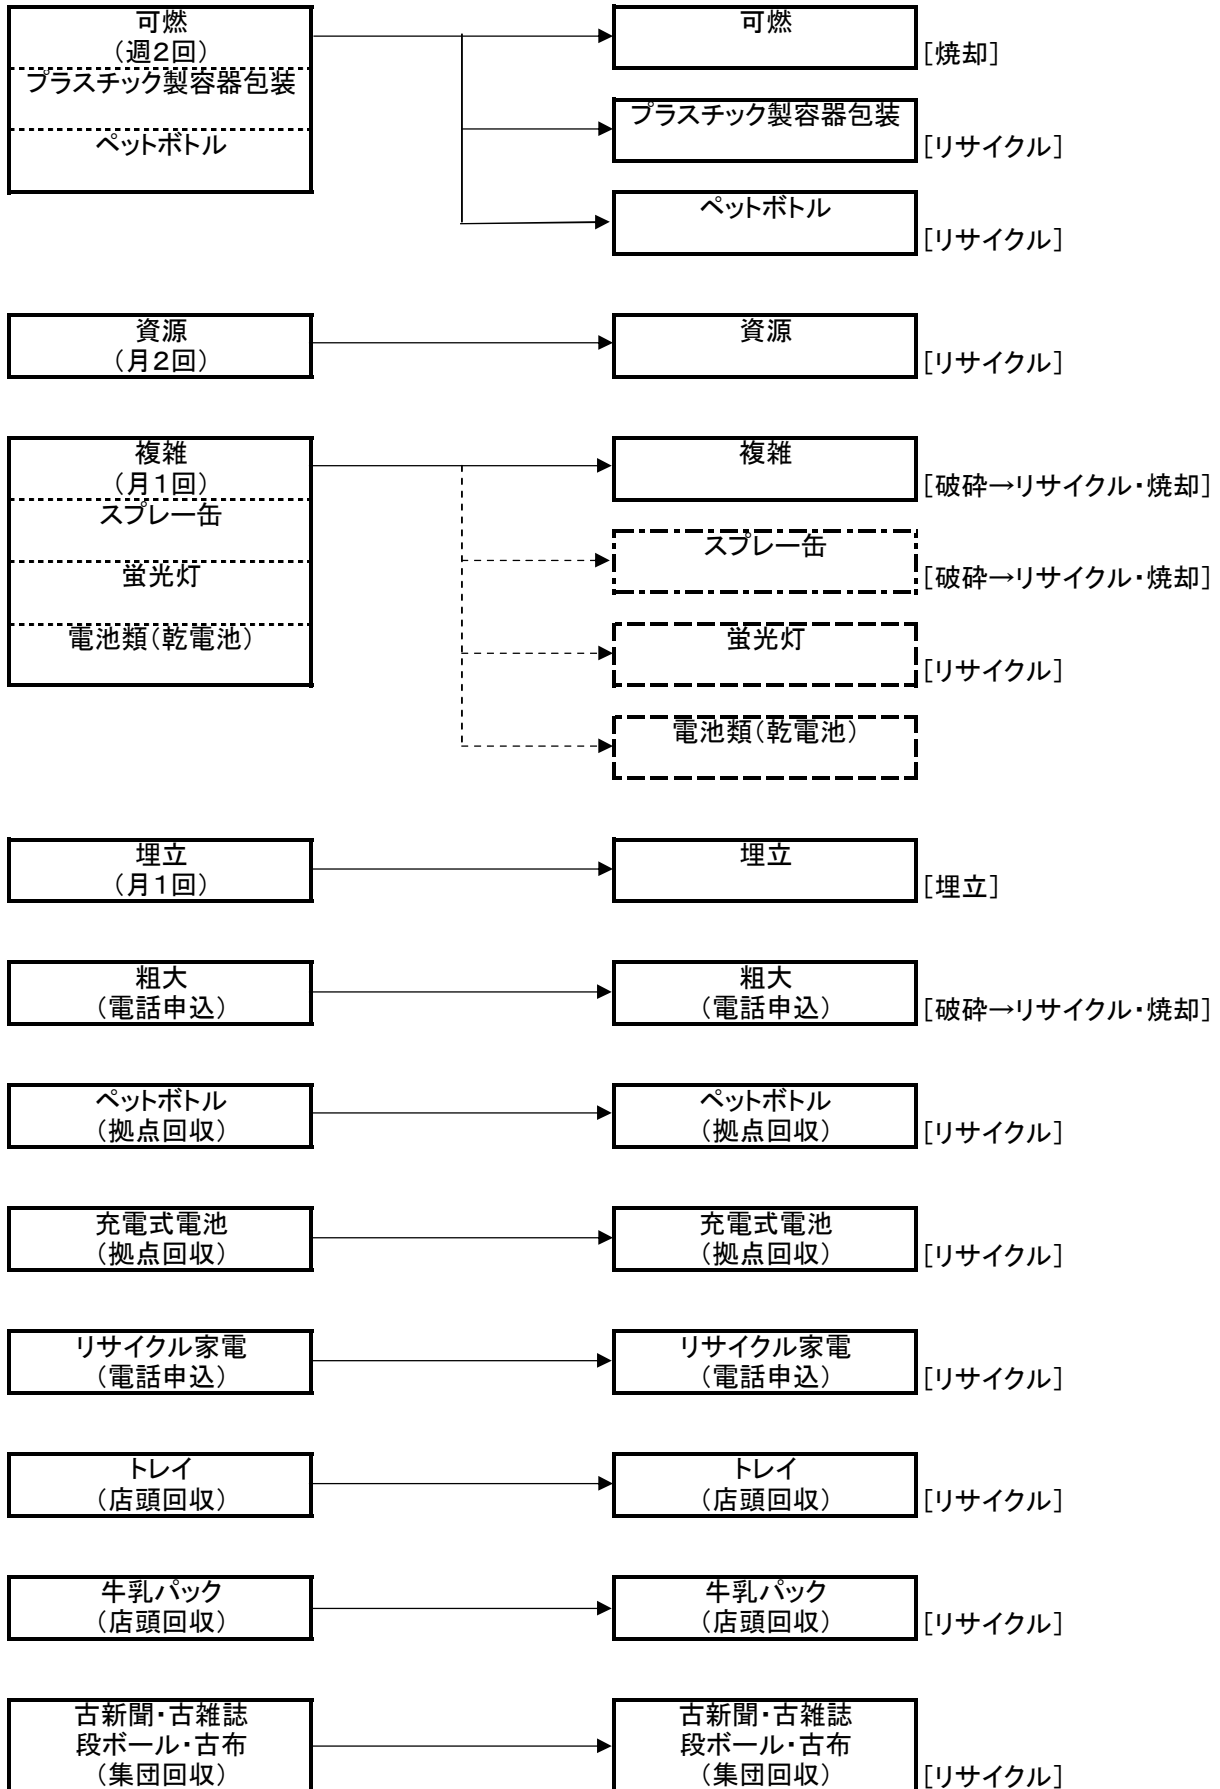 可燃
（週２回）
プラスチック製容器包装
ペットボトル
可燃
［焼却］
プラスチック製容器包装
［リサイクル］
ペットボトル
［リサイクル］
資源
（月２回）
資源
［リサイクル］
複雑
（月１回）
スプレー缶
蛍光灯
電池類（乾電池）
複雑
［破砕→リサイクル・焼却］
スプレー缶
［破砕→リサイクル・焼却］
蛍光灯
［リサイクル］
電池類（乾電池）
埋立
（月１回）
埋立
［埋立］
粗大
（電話申込）
粗大
（電話申込）
［破砕→リサイクル・焼却］
ペットボトル
（拠点回収）
ペットボトル
（拠点回収）
［リサイクル］
充電式電池
（拠点回収）
充電式電池
（拠点回収）
［リサイクル］
リサイクル家電
（電話申込）
リサイクル家電
（電話申込）
［リサイクル］
トレイ
（店頭回収）
トレイ
（店頭回収）
［リサイクル］
牛乳パック
（店頭回収）
牛乳パック
（店頭回収）
［リサイクル］
古新聞・古雑誌
段ボール・古布
（集団回収）
古新聞・古雑誌
段ボール・古布
（集団回収）
［リサイクル］